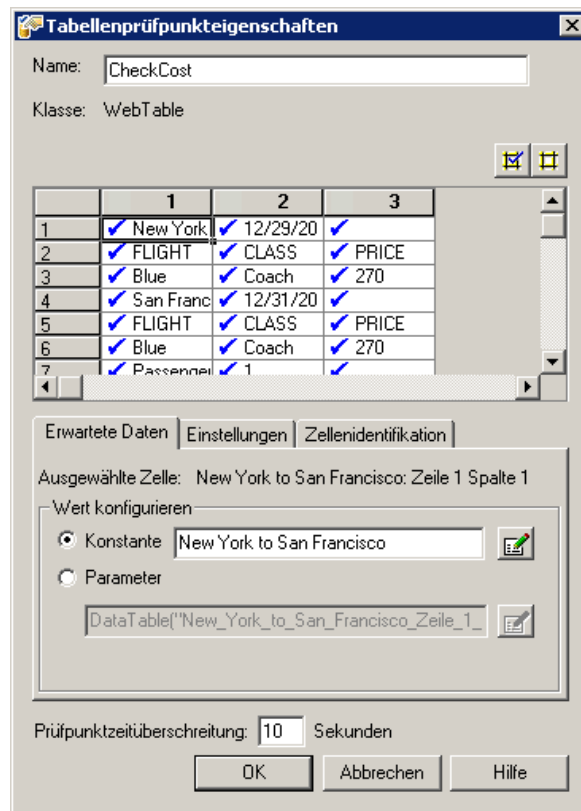 Tabellenprüfpunkteigenschaften
Name: CheckCost
Klasse: WebTable
1 2 3
1 New York 12/29/20
2 FLIGHT CLASS PRICE
3 Blue Coach 270
4 San Franc 12/31/20
5 FLIGHT CLASS PRICE
6 Blue Coach 270
7 Passenger 1
Erwartete Daten Einstellungen Zellenidentifikation
Ausgewählte Zelle: New York to San Francisco: Zeile 1 Spalte 1
Wert konfigurieren
Konstante New York to San Francisco
Parameter
DataTable("New_York_to_San_Francisco_Zeile_1_
Prüfpunktzeitüberschreitung: 10 Sekunden
OK Abbrechen Hilfe